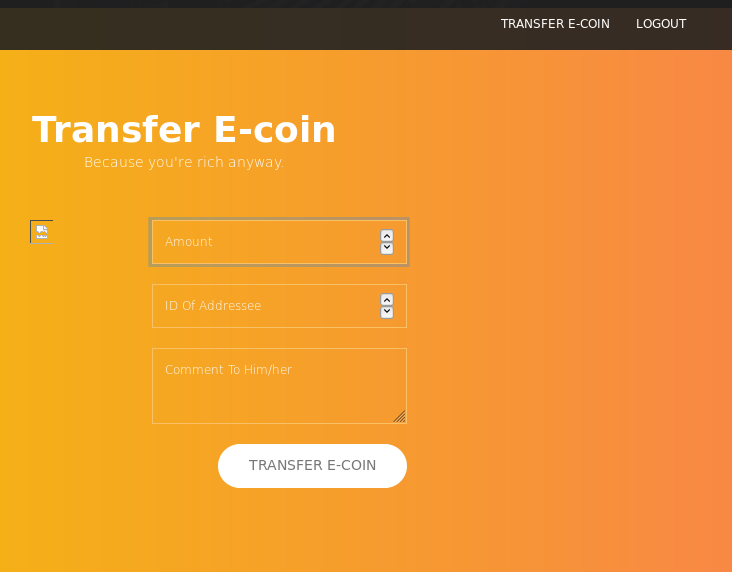 TRANSFER E-COIN LOGOUT
Transfer E-coin
Because you're rich anyway.
Amount
ID Of Addressee
Comment To Him/her
TRANSFER E-COIN